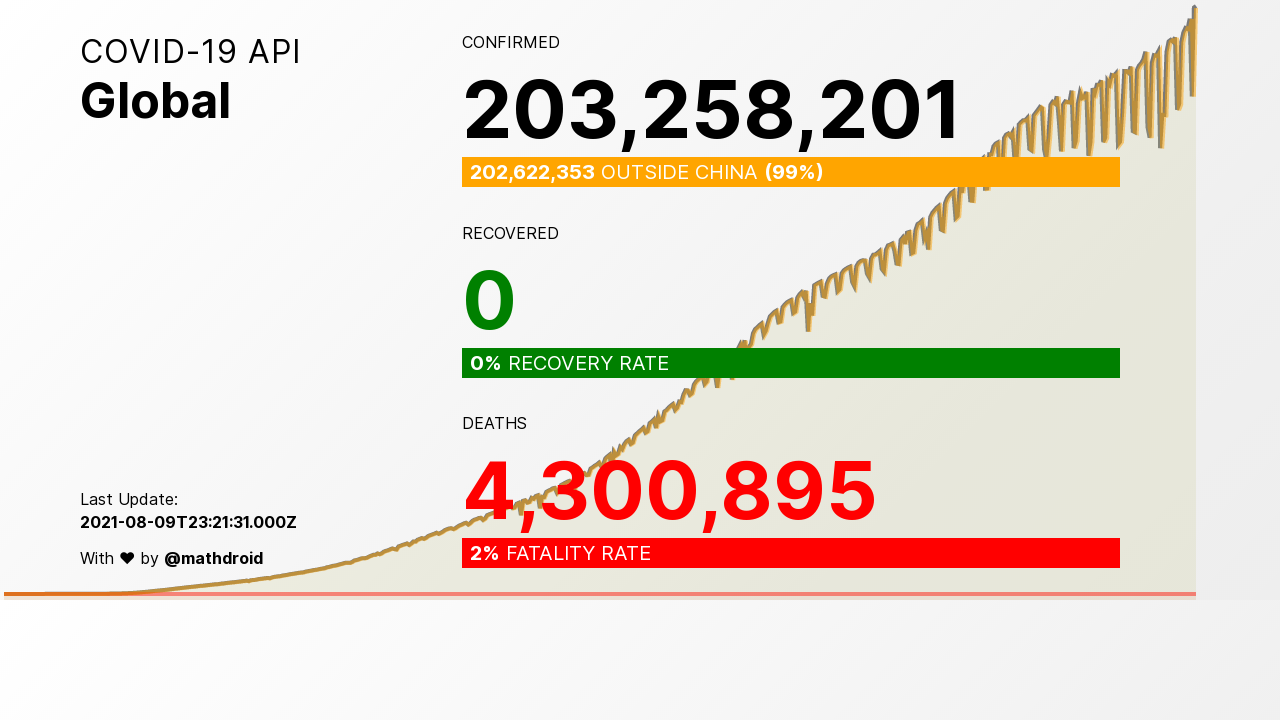 COVID-19 API
Global
CONFIRMED
203,258,201
202,622,353 OUTSIDE CHINA (99%)
RECOVERED
0
0% RECOVERY RATE
DEATHS
4,300,895
2% FATALITY RATE
Last Update:
2021-08-09T23:21:31.000Z
With ♥ by @mathdroid